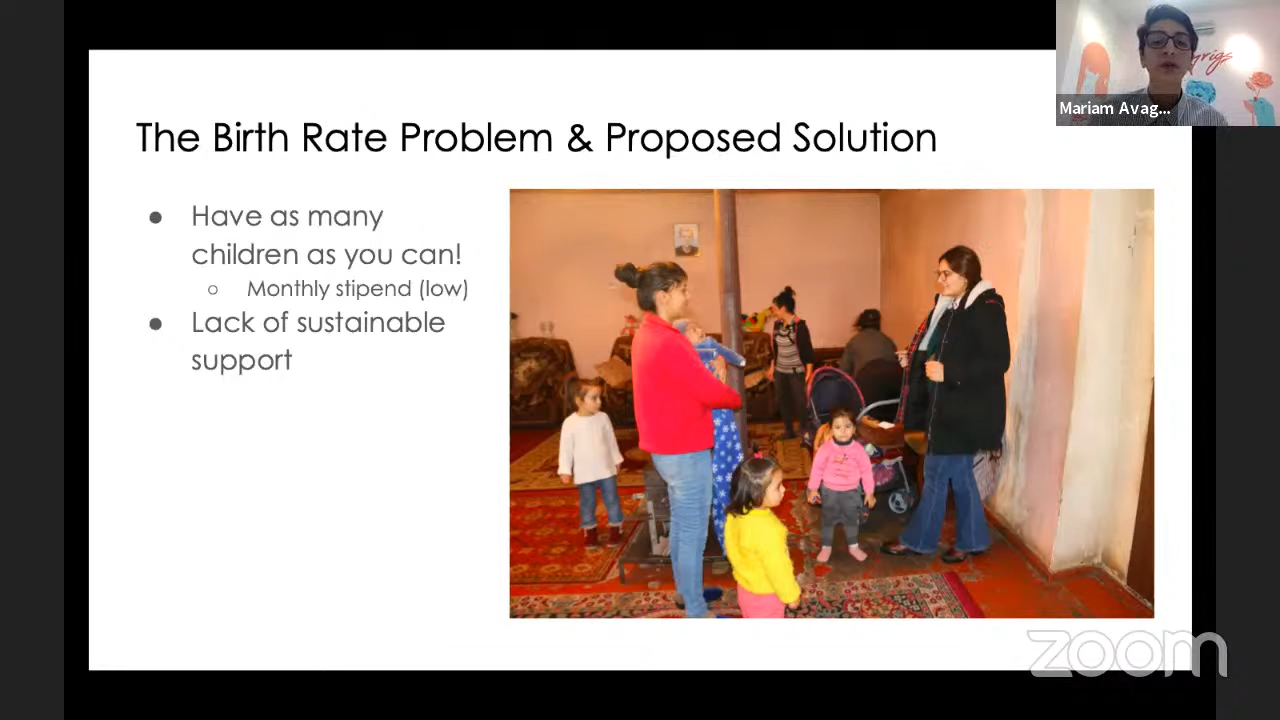 Mariam Avag...
The Birth Rate Problem & Proposed Solution
● Have as many
children as you can!
○ Monthly stipend (low)
● Lack of sustainable
support
zoom